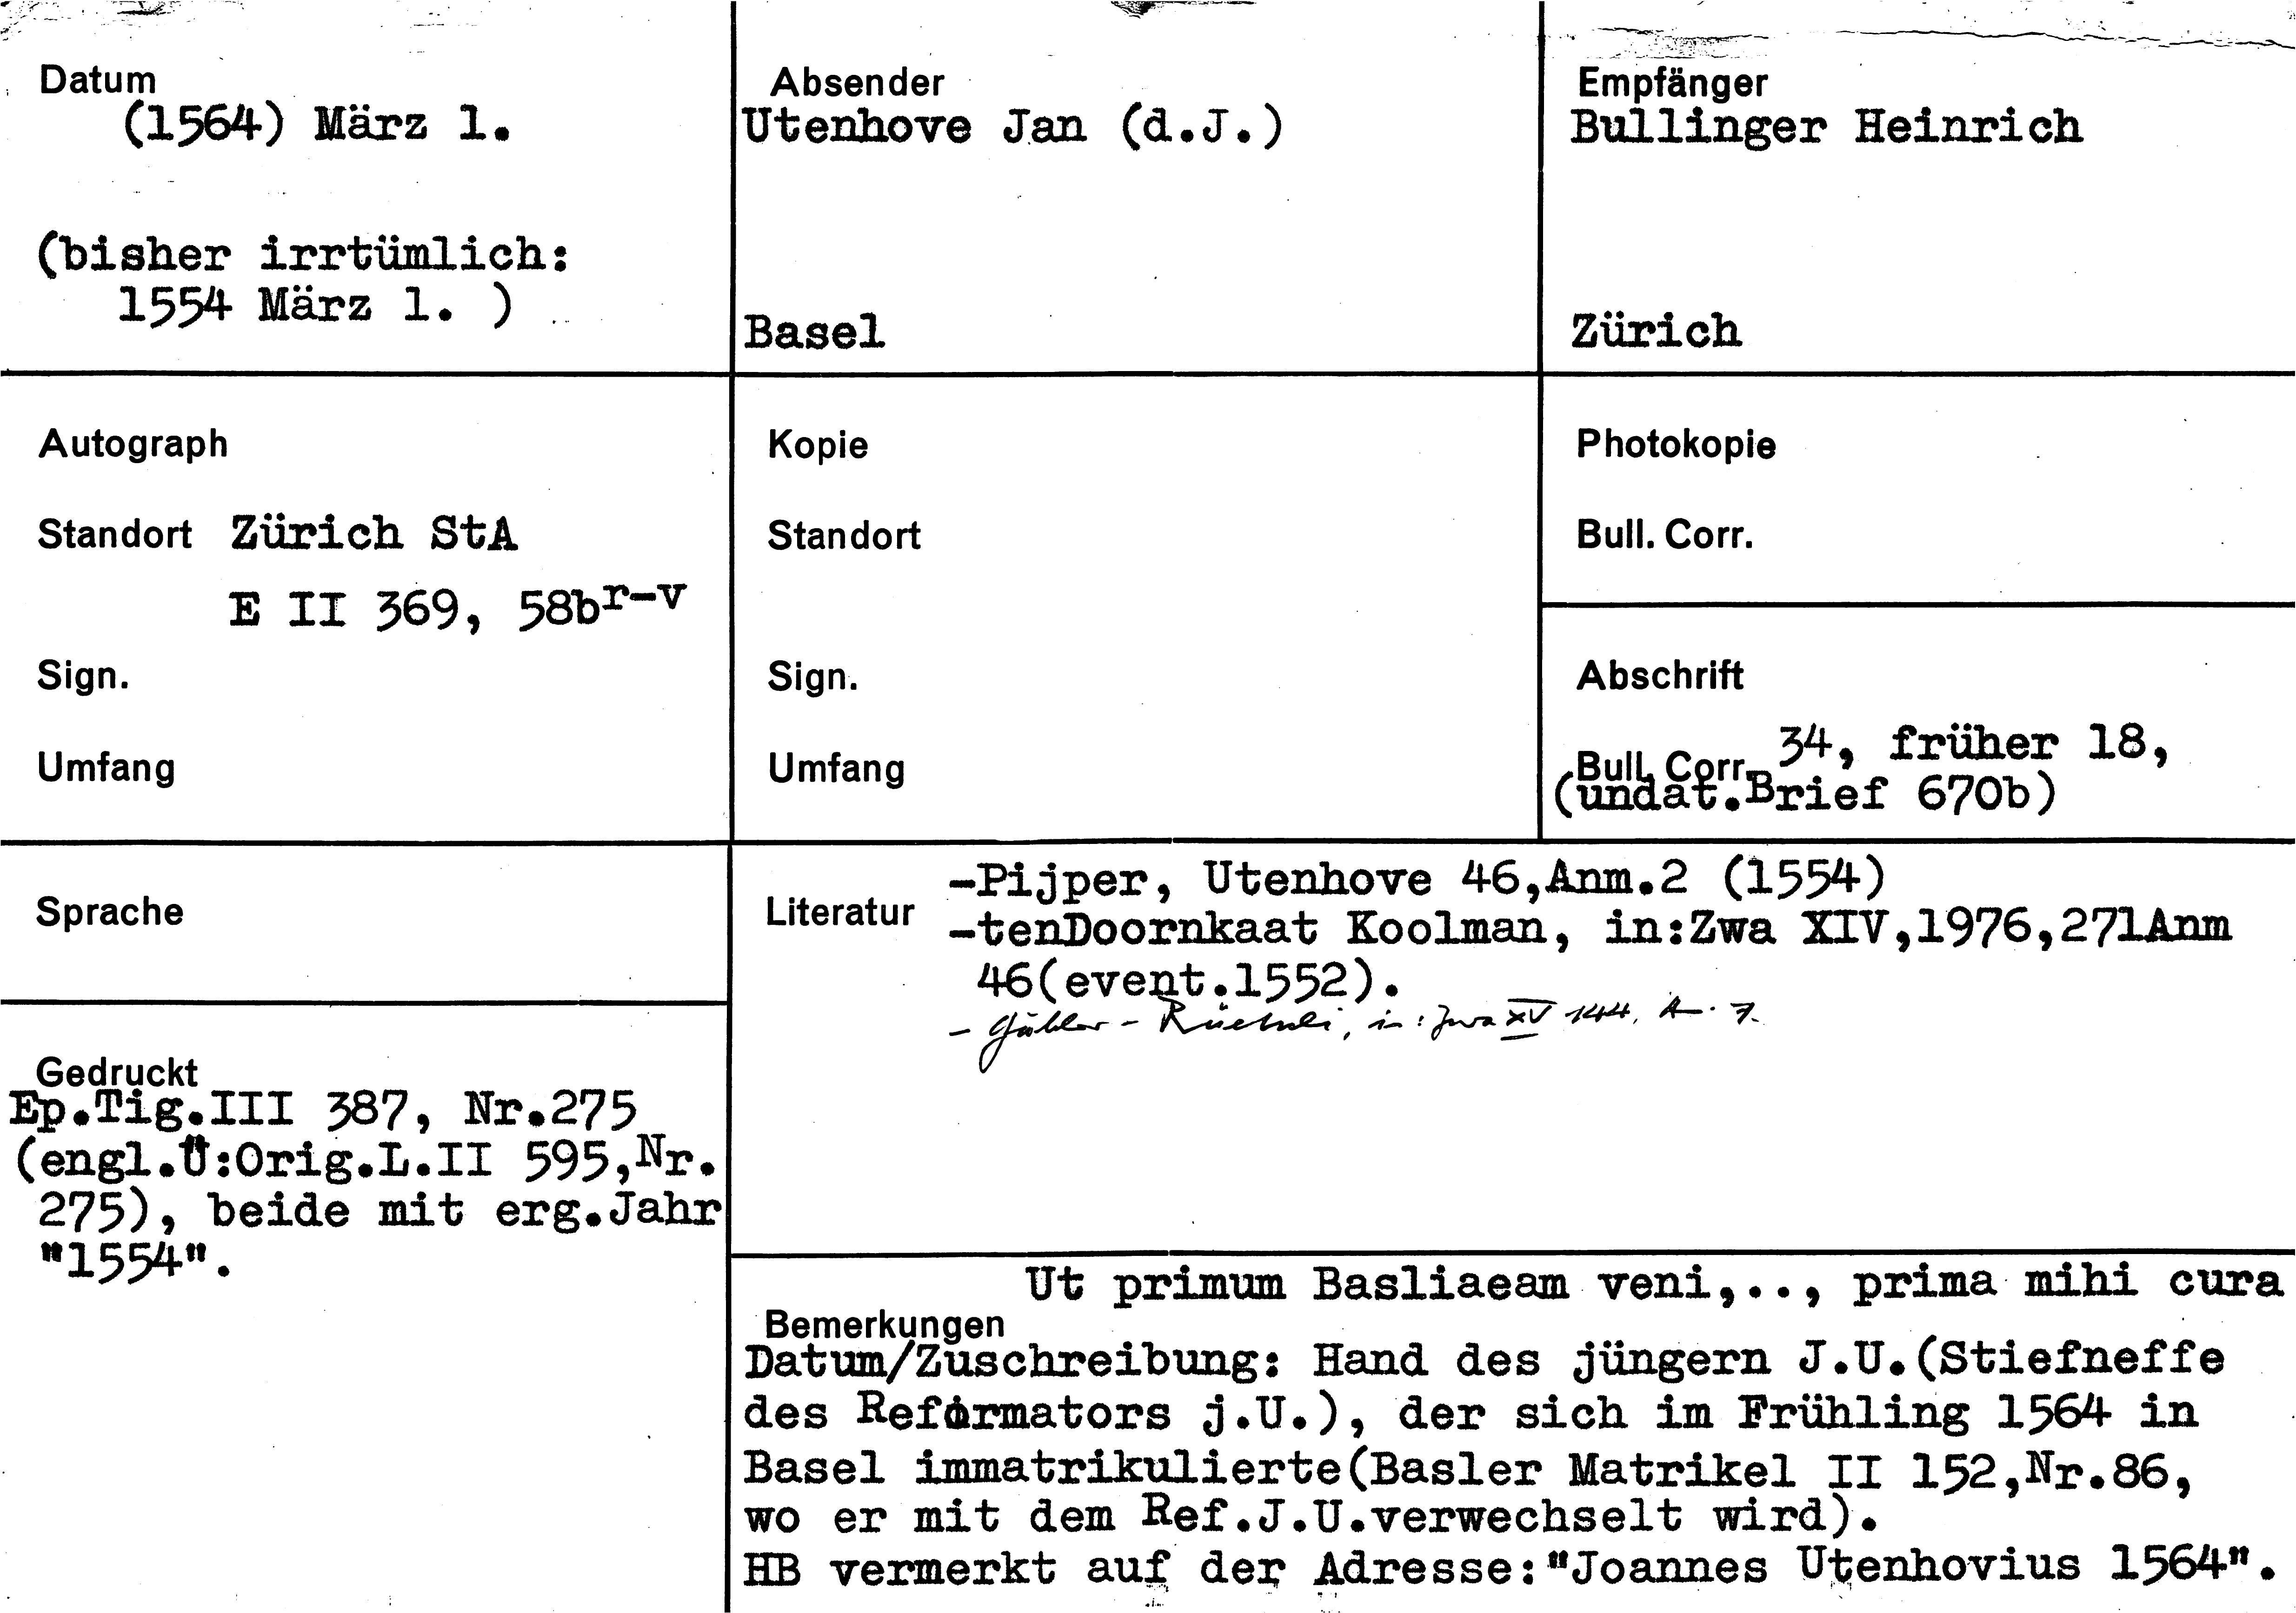 Datum
(1564) März 1.
(bisher irrtümlich:
1554 März 1. )
Absender
Utenhove Jan (d.J.)
Basel
Empfänger
Bullinger Heinrich
Zürich
Autograph
Standort Zürich StA
E II 369, 58br-v
Sign.
Umfang
Kopie
Standort
Sign.
Umfang
Photokopie
Bull. Corr.
Abschrift
Bull. Corr. 34, früher 18,
(undat.Brief 670b)
Sprache
Gedruckt
Ep.Tig.III 387, Nr.275
(engl.Ü:Orig.L.II 595,Nr.
275), beide mit erg.Jahr
"1554".
Literatur
-Pijper, Utenhove 46,Anm.2 (1554)
-tenDoornkaat Koolman, in:Zwa XIV,1976,271Anm
46(event.1552).
- Gäbler - in: Zwa XV 144, A. 7.
Ut primum Basliaeam veni,.., prima mihi cura
Bemerkungen
Datum/Zuschreibung: Hand des jüngern J.U.(Stiefneffe
des Reformators j.U.), der sich im Frühling 1564 in
Basel immatrikulierte(Basler Matrikel II 152,Nr.86,
wo er mit dem Ref.J.U.verwechselt wird).
HB vermerkt auf der Adresse:"Joannes Utenhovius 1564".